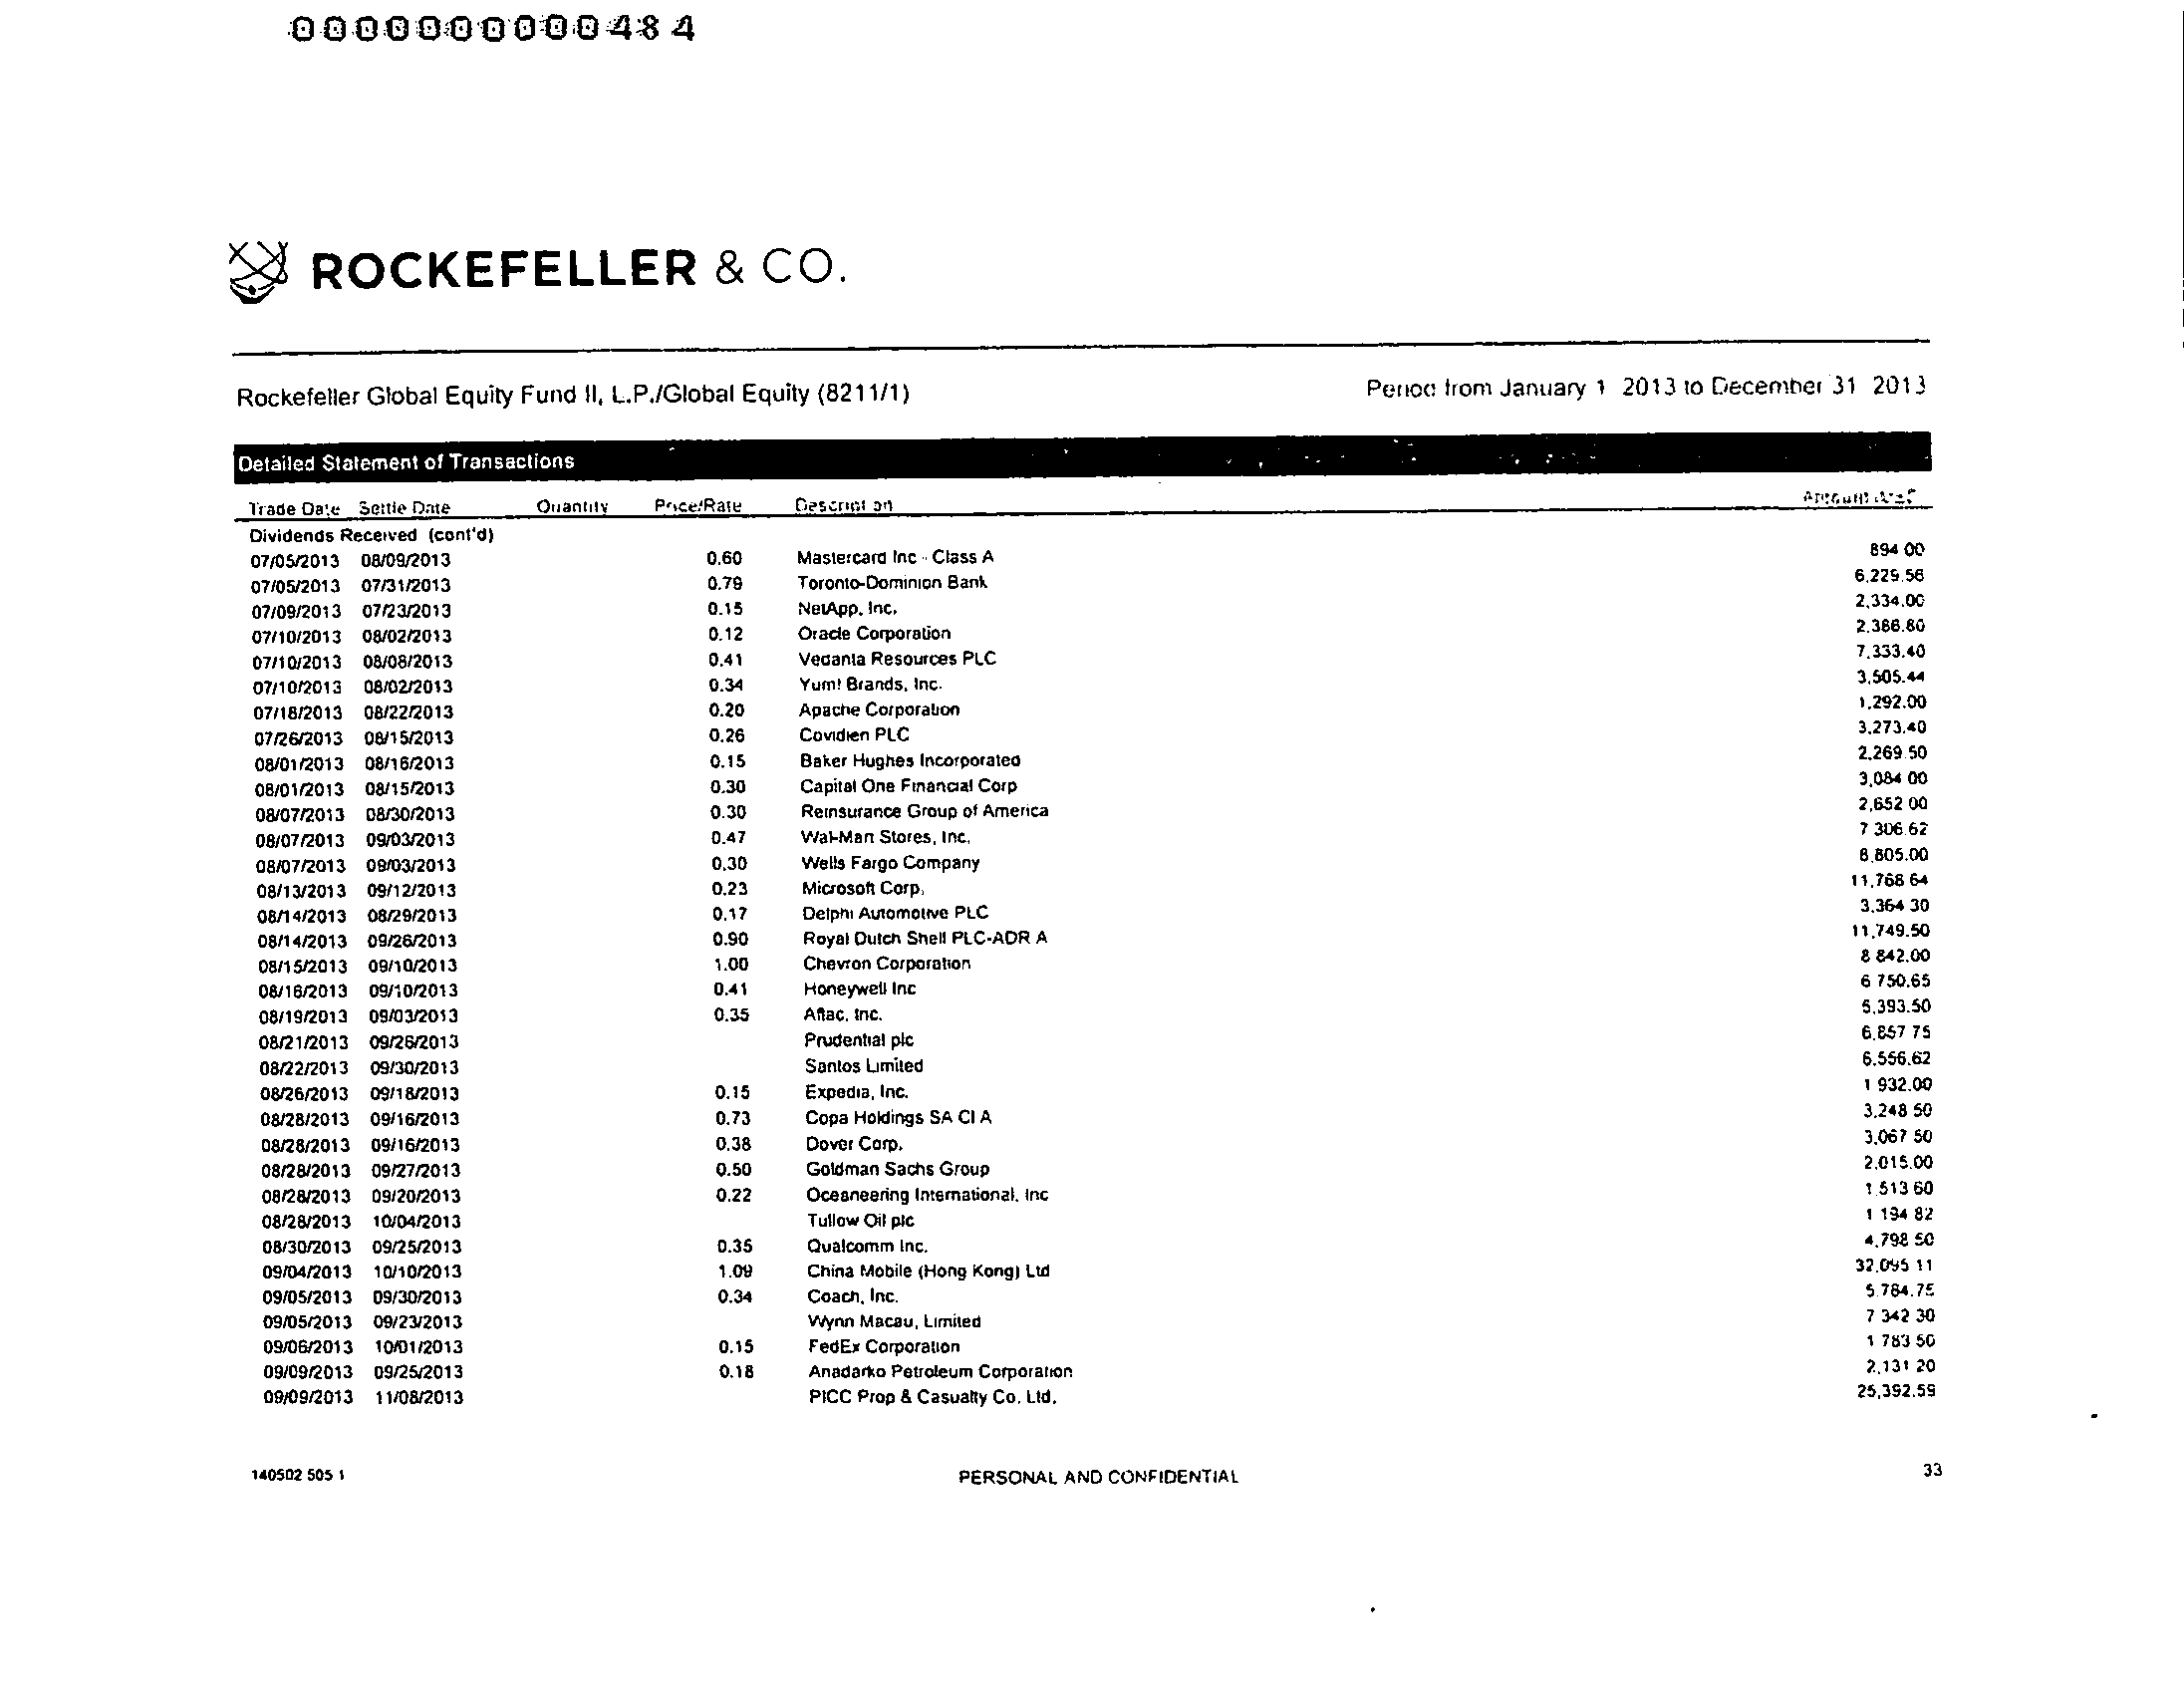 000000000484
ROCKEFELLER & CO.
Rockefeller Global Equity Fund II, L.P./Global Equity (8211/1) Period from January 1 2013 to December 31 2013
Detailed Statement of Transactions
Trade Date Settle Date Quantity Price/Rate Description Amount
Dividends Received (cont'd)
07/05/2013 08/09/2013 0.60 Mastercard Inc - Class A 894 00
07/05/2013 07/31/2013 0.79 Toronto-Dominion Bank 6,229.56
07/09/2013 07/23/2013 0.15 NetApp, Inc. 2,334.00
07/10/2013 08/02/2013 0.12 Oracle Corporation 2,386.80
07/10/2013 08/08/2013 0.41 Vedanta Resources PLC 7,333.40
07/10/2013 08/02/2013 0.34 Yum! Brands, Inc. 3,505.44
07/18/2013 08/22/2013 0.20 Apache Corporation 1,292.00
07/26/2013 08/15/2013 0.26 Covidien PLC 3,273.40
08/01/2013 08/16/2013 0.15 Baker Hughes Incorporated 2,269.50
08/01/2013 08/15/2013 0.30 Capital One Financial Corp 3,084 00
08/07/2013 08/30/2013 0.30 Reinsurance Group of America 2,652 00
08/07/2013 09/03/2013 0.47 Wal-Mart Stores, Inc. 7 306.62
08/07/2013 09/03/2013 0.30 Wells Fargo Company 8,805.00
08/13/2013 09/12/2013 0.23 Microsoft Corp. 11,768 64
08/14/2013 08/29/2013 0.17 Delphi Automotive PLC 3,364 30
08/14/2013 09/26/2013 0.90 Royal Dutch Shell PLC-ADR A 11,749.50
08/15/2013 09/10/2013 1.00 Chevron Corporation 8 842.00
08/16/2013 09/10/2013 0.41 Honeywell Inc 6 750.65
08/19/2013 09/03/2013 0.35 Aflac, Inc. 5,393.50
08/21/2013 09/26/2013 Prudential plc 6,857 75
08/22/2013 09/30/2013 Santos Limited 6,556.62
08/26/2013 09/18/2013 0.15 Expedia, Inc. 1 932.00
08/28/2013 09/16/2013 0.73 Copa Holdings SA Cl A 3,248 50
08/28/2013 09/16/2013 0.38 Dover Corp. 3,067 50
08/28/2013 09/27/2013 0.50 Goldman Sachs Group 2,015.00
08/28/2013 09/20/2013 0.22 Oceaneering International, Inc 1 513 60
08/28/2013 10/04/2013 Tullow Oil plc 1 194 82
08/30/2013 09/25/2013 0.35 Qualcomm Inc. 4,798 50
09/04/2013 10/10/2013 1.09 China Mobile (Hong Kong) Ltd 32,095 11
09/05/2013 09/30/2013 0.34 Coach, Inc. 5 784.75
09/05/2013 09/23/2013 Wynn Macau, Limited 7 342 30
09/06/2013 10/01/2013 0.15 FedEx Corporation 1 783 50
09/09/2013 09/25/2013 0.18 Anadarko Petroleum Corporation 2,131 20
09/09/2013 11/08/2013 PICC Prop & Casualty Co. Ltd. 25,392.59
140502 505 1 PERSONAL AND CONFIDENTIAL 33